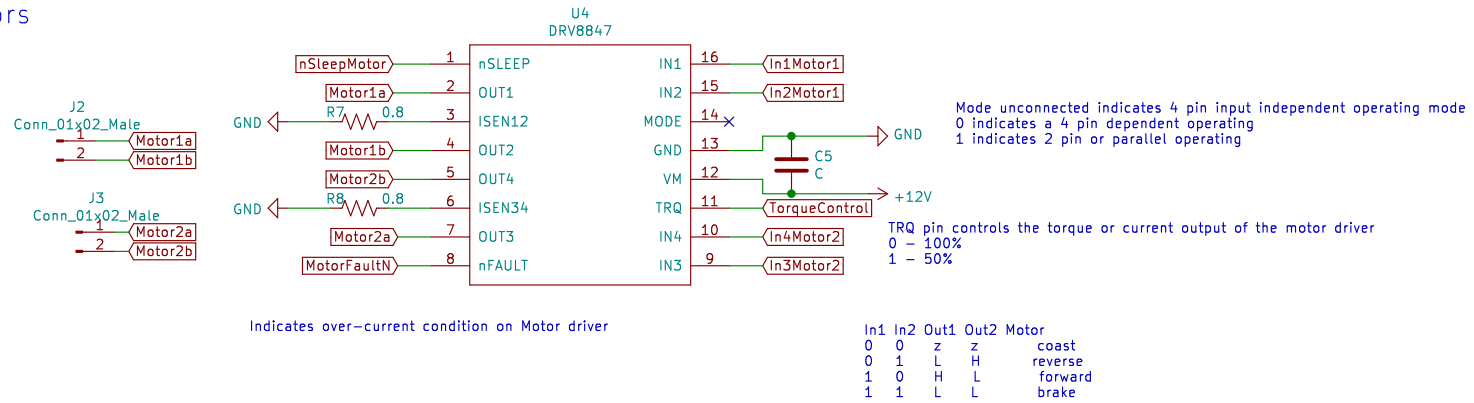 ors
U4
DRV8847
nSleepMotor 1 nSLEEP IN1 16 In1Motor1
Motor1a 2 OUT1 IN2 15 In2Motor1
GND R7 0.8 3 ISEN12 MODE 14
Motor1b 4 OUT2 GND 13 GND
Motor2b 5 OUT4 VM 12 +12V
GND R8 0.8 6 ISEN34 TRQ 11 TorqueControl
Motor2a 7 OUT3 IN4 10 In4Motor2
MotorFaultN 8 nFAULT IN3 9 In3Motor2
C5
C
J2
Conn_01x02_Male
1 Motor1a
2 Motor1b
J3
Conn_01x02_Male
1 Motor2a
2 Motor2b
Mode unconnected indicates 4 pin input independent operating mode
0 indicates a 4 pin dependent operating
1 indicates 2 pin or parallel operating
TRQ pin controls the torque or current output of the motor driver
0 - 100%
1 - 50%
Indicates over-current condition on Motor driver
In1 In2 Out1 Out2 Motor
0 0 z z coast
0 1 L H reverse
1 0 H L forward
1 1 L L brake